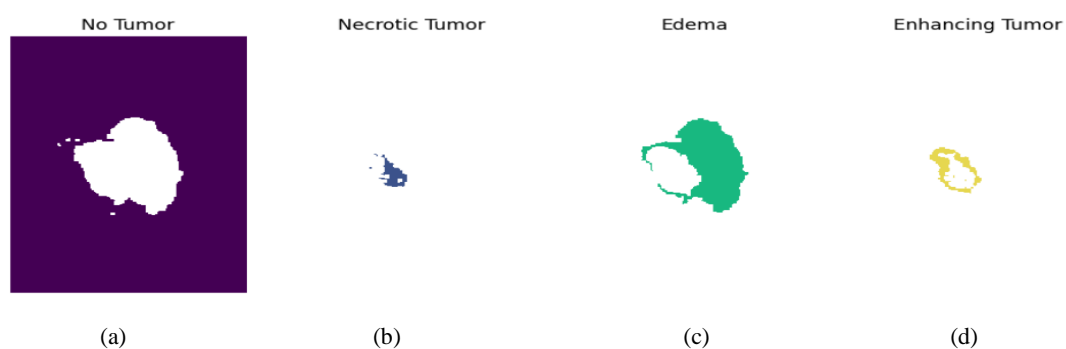 No Tumor
Necrotic Tumor
Edema
Enhancing Tumor
(a)
(b)
(c)
(d)